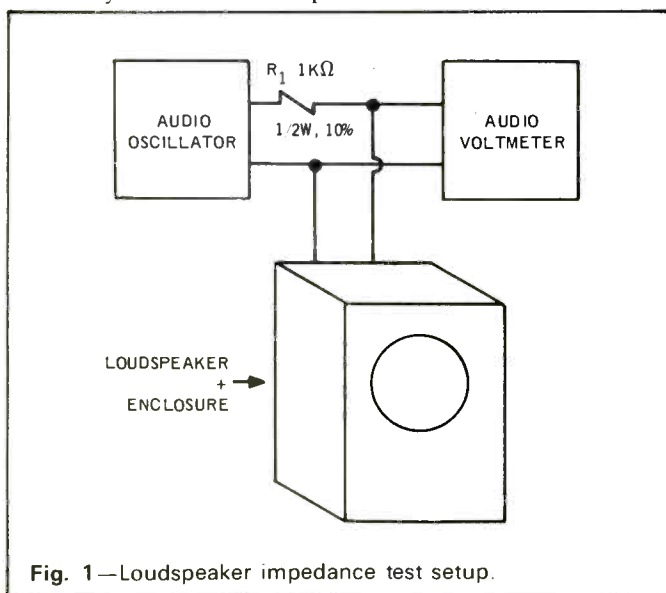 R1 1KΩ
1/2W, 10%
AUDIO
OSCILLATOR
AUDIO
VOLTMETER
LOUDSPEAKER
+
ENCLOSURE
Fig. 1—Loudspeaker impedance test setup.